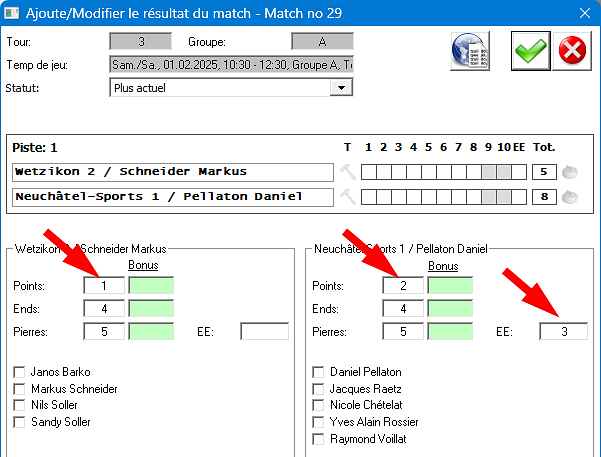 Ajoute/Modifier le résultat du match - Match no 29
Tour: 3 Groupe: A
Temp de jeu: Sam./Sa., 01.02.2025, 10:30 - 12:30, Groupe A, T
Statut: Plus actuel
Piste: 1 T 1 2 3 4 5 6 7 8 9 10 EE Tot.
Wetzikon 2 / Schneider Markus 5
Neuchâtel-Sports 1 / Pellaton Daniel 8
Wetzikon / Schneider Markus
Bonus
Points: 1
Ends: 4
Pierres: 5 EE:
Janos Barko
Markus Schneider
Nils Soller
Sandy Soller
Neuchâtel Sports 1 / Pellaton Daniel
Bonus
Points: 2
Ends: 4
Pierres: 5 EE: 3
Daniel Pellaton
Jacques Raetz
Nicole Chételat
Yves Alain Rossier
Raymond Voillat